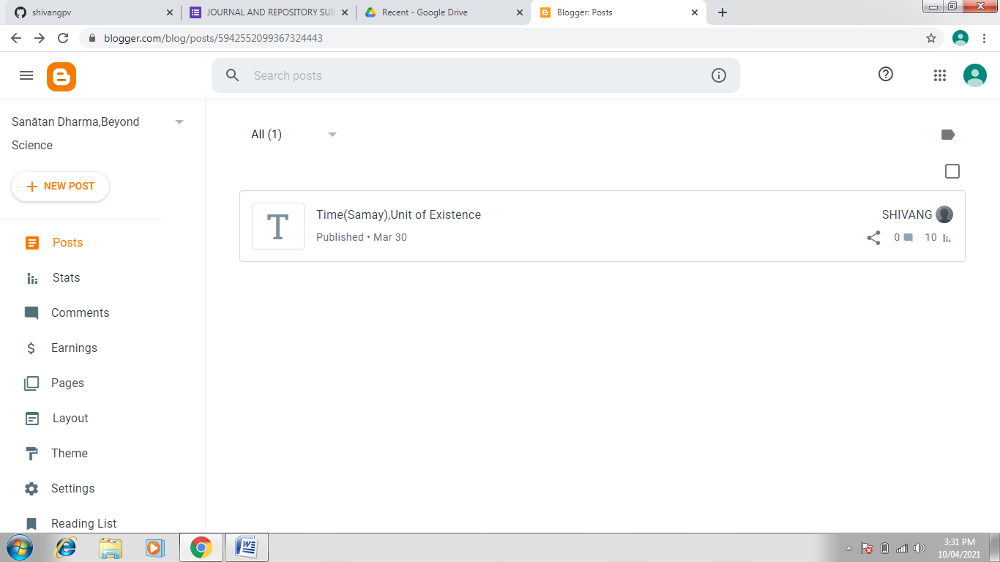 shivangpv
JOURNAL AND REPOSITORY SUB
Recent - Google Drive
Blogger: Posts
blogger.com/blog/posts/5942552099367324443
Search posts
Sanātan Dharma,Beyond
Science
All (1)
NEW POST
T
Time(Samay),Unit of Existence
SHIVANG
Published • Mar 30
0
10
Posts
Stats
Comments
Earnings
Pages
Layout
Theme
Settings
Reading List
3:31 PM
10/04/2021